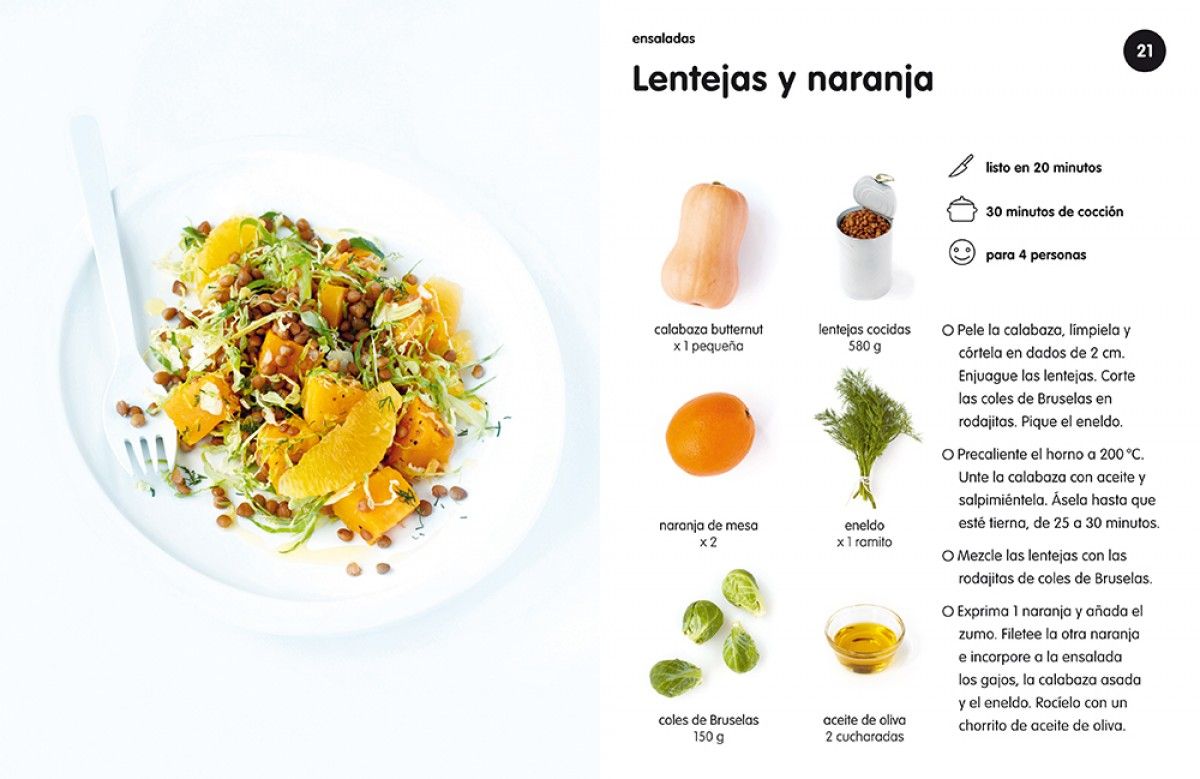 ensaladas
21
Lentejas y naranja
listo en 20 minutos
30 minutos de cocción
para 4 personas
calabaza butternut
x 1 pequeña
lentejas cocidas
580 g
naranja de mesa
x 2
eneldo
x 1 ramito
coles de Bruselas
150 g
aceite de oliva
2 cucharadas
Pele la calabaza, límpiela y
córtela en dados de 2 cm.
Enjuague las lentejas. Corte
las coles de Bruselas en
rodajitas. Pique el eneldo.
Precaliente el horno a 200 °C.
Unte la calabaza con aceite y
salpimiéntela. Ásela hasta que
esté tierna, de 25 a 30 minutos.
Mezcle las lentejas con las
rodajitas de coles de Bruselas.
Exprima 1 naranja y añada el
zumo. Filetee la otra naranja
e incorpore a la ensalada
los gajos, la calabaza asada
y el eneldo. Rocíelo con un
chorrito de aceite de oliva.